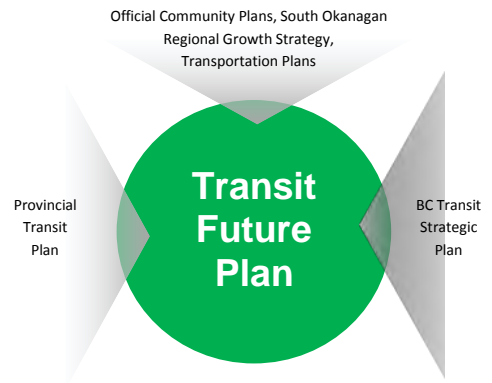 Official Community Plans, South Okanagan
Regional Growth Strategy,
Transportation Plans
Transit
Future
Plan
Provincial
Transit
Plan
BC Transit
Strategic
Plan